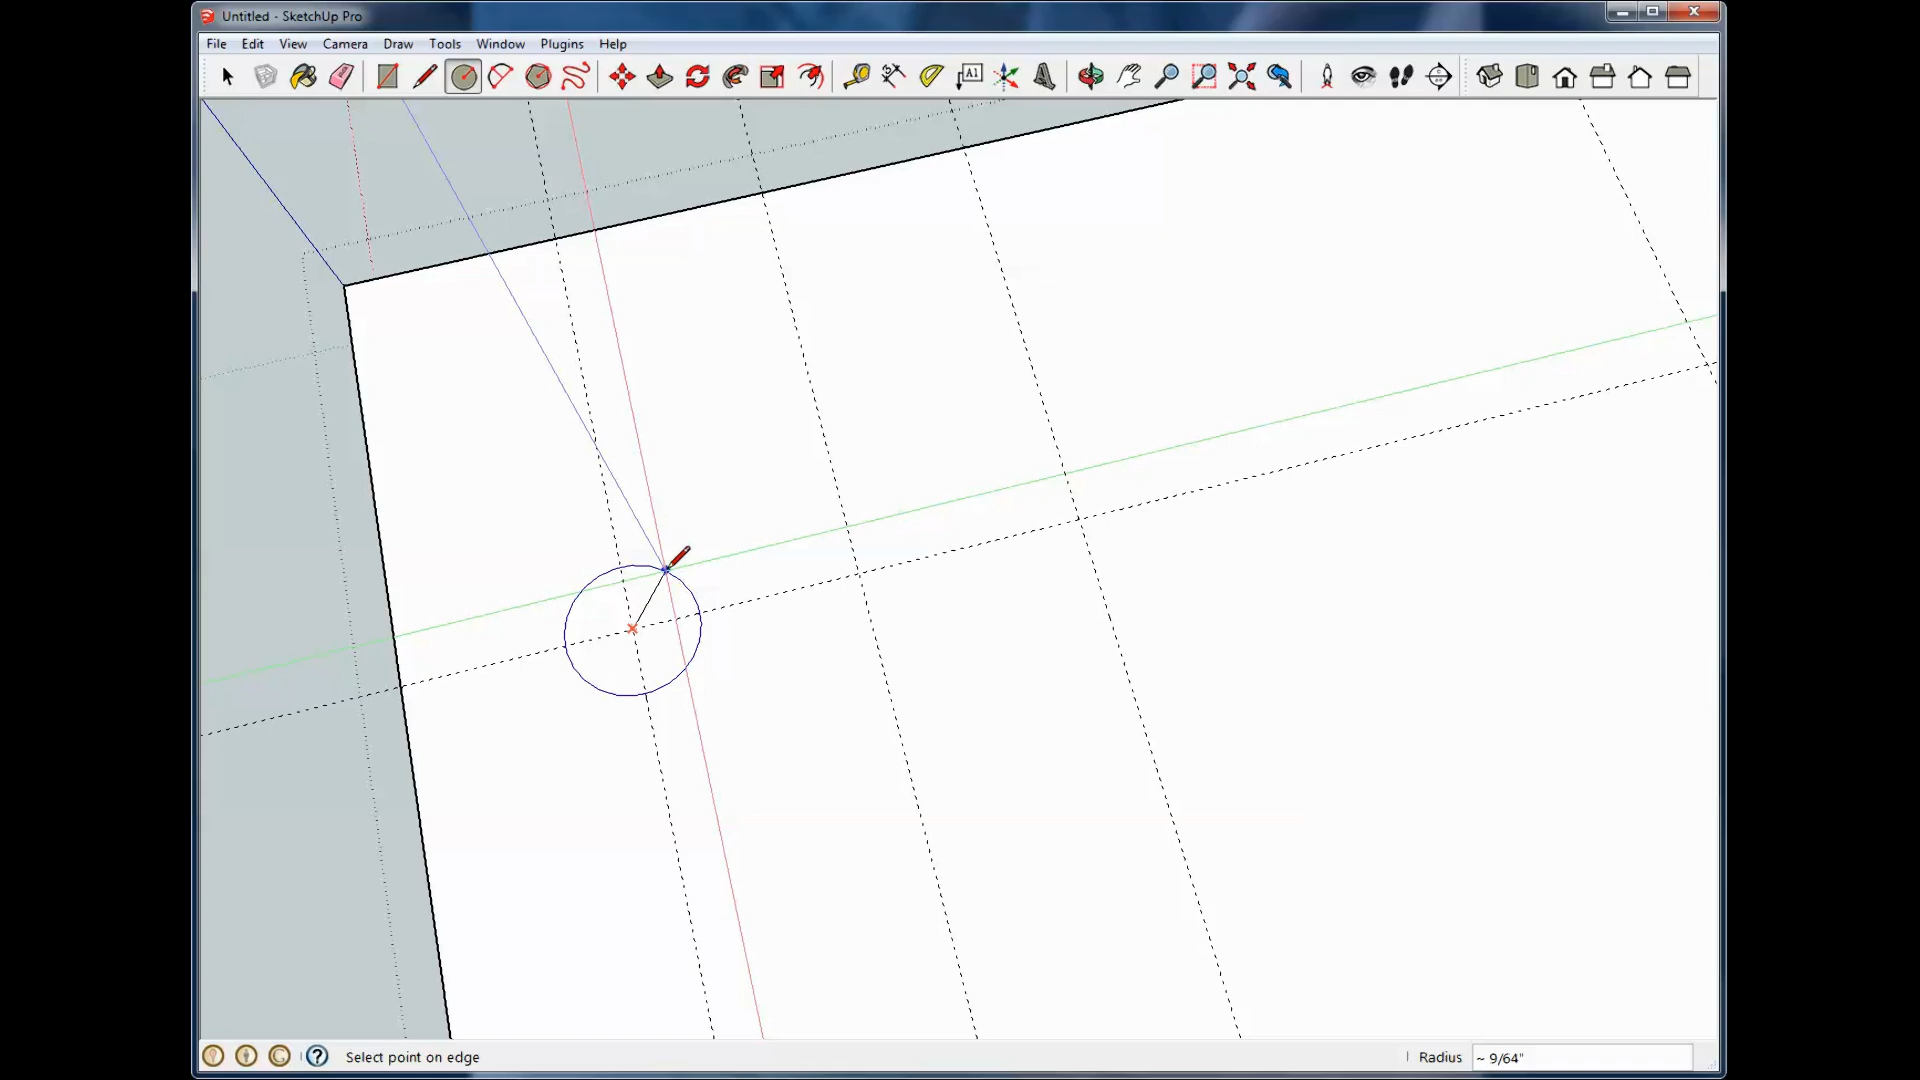 Untitled - SketchUp Pro
File Edit View Camera Draw Tools Window Plugins Help
A1
Select point on edge
Radius ~ 9/64"